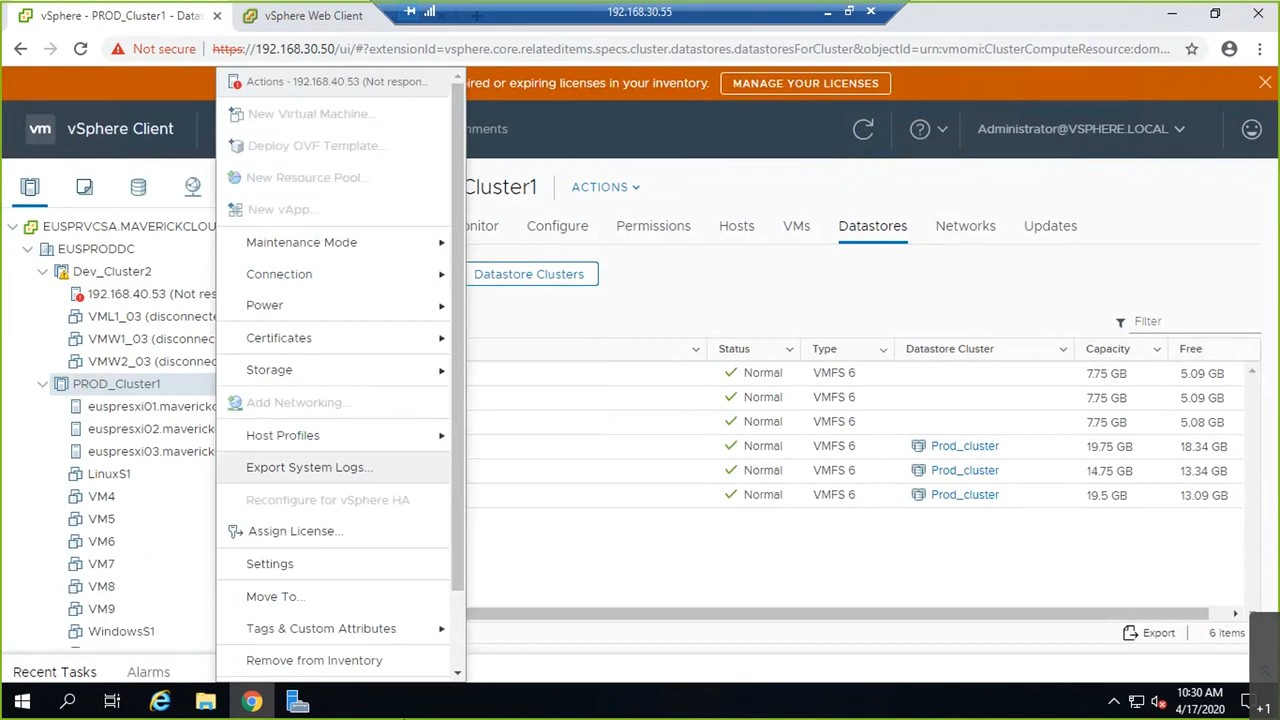 vSphere - PROD_Cluster1 - Datas
vSphere Web Client
192.168.30.55
Not secure
https://192.168.30.50/ui/#?extensionId=vsphere.core.relateditems.specs.cluster.datastores.datastoresForCluster&objectId=urn:vmomi:ClusterComputeResource:dom...
ired or expiring licenses in your inventory.
MANAGE YOUR LICENSES
vm vSphere Client
nments
Administrator@VSPHERE.LOCAL
Actions - 192.168.40.53 (Not respon...
New Virtual Machine...
Deploy OVF Template...
New Resource Pool...
New vApp...
Maintenance Mode
Connection
Power
Certificates
Storage
Add Networking...
Host Profiles
Export System Logs...
Reconfigure for vSphere HA
Assign License...
Settings
Move To...
Tags & Custom Attributes
Remove from Inventory
EUSPRVCSA.MAVERICKCLOU
EUSPRODDC
Dev_Cluster2
192.168.40.53 (Not res
VML1_03 (disconnecte
VMW1_03 (disconnec
VMW2_03 (disconnec
PROD_Cluster1
euspresxi01.maverickc
euspresxi02.maverickc
euspresxi03.maverickc
LinuxS1
VM4
VM5
VM6
VM7
VM8
VM9
WindowsS1
Cluster1
ACTIONS
onitor Configure Permissions Hosts VMs Datastores Networks Updates
Datastore Clusters
Filter
Status Type Datastore Cluster Capacity Free
Normal VMFS 6 7.75 GB 5.09 GB
Normal VMFS 6 7.75 GB 5.09 GB
Normal VMFS 6 7.75 GB 5.08 GB
Normal VMFS 6 Prod_cluster 19.75 GB 18.34 GB
Normal VMFS 6 Prod_cluster 14.75 GB 13.34 GB
Normal VMFS 6 Prod_cluster 19.5 GB 13.09 GB
Export 6 items
Recent Tasks Alarms
10:30 AM
4/17/2020
+1